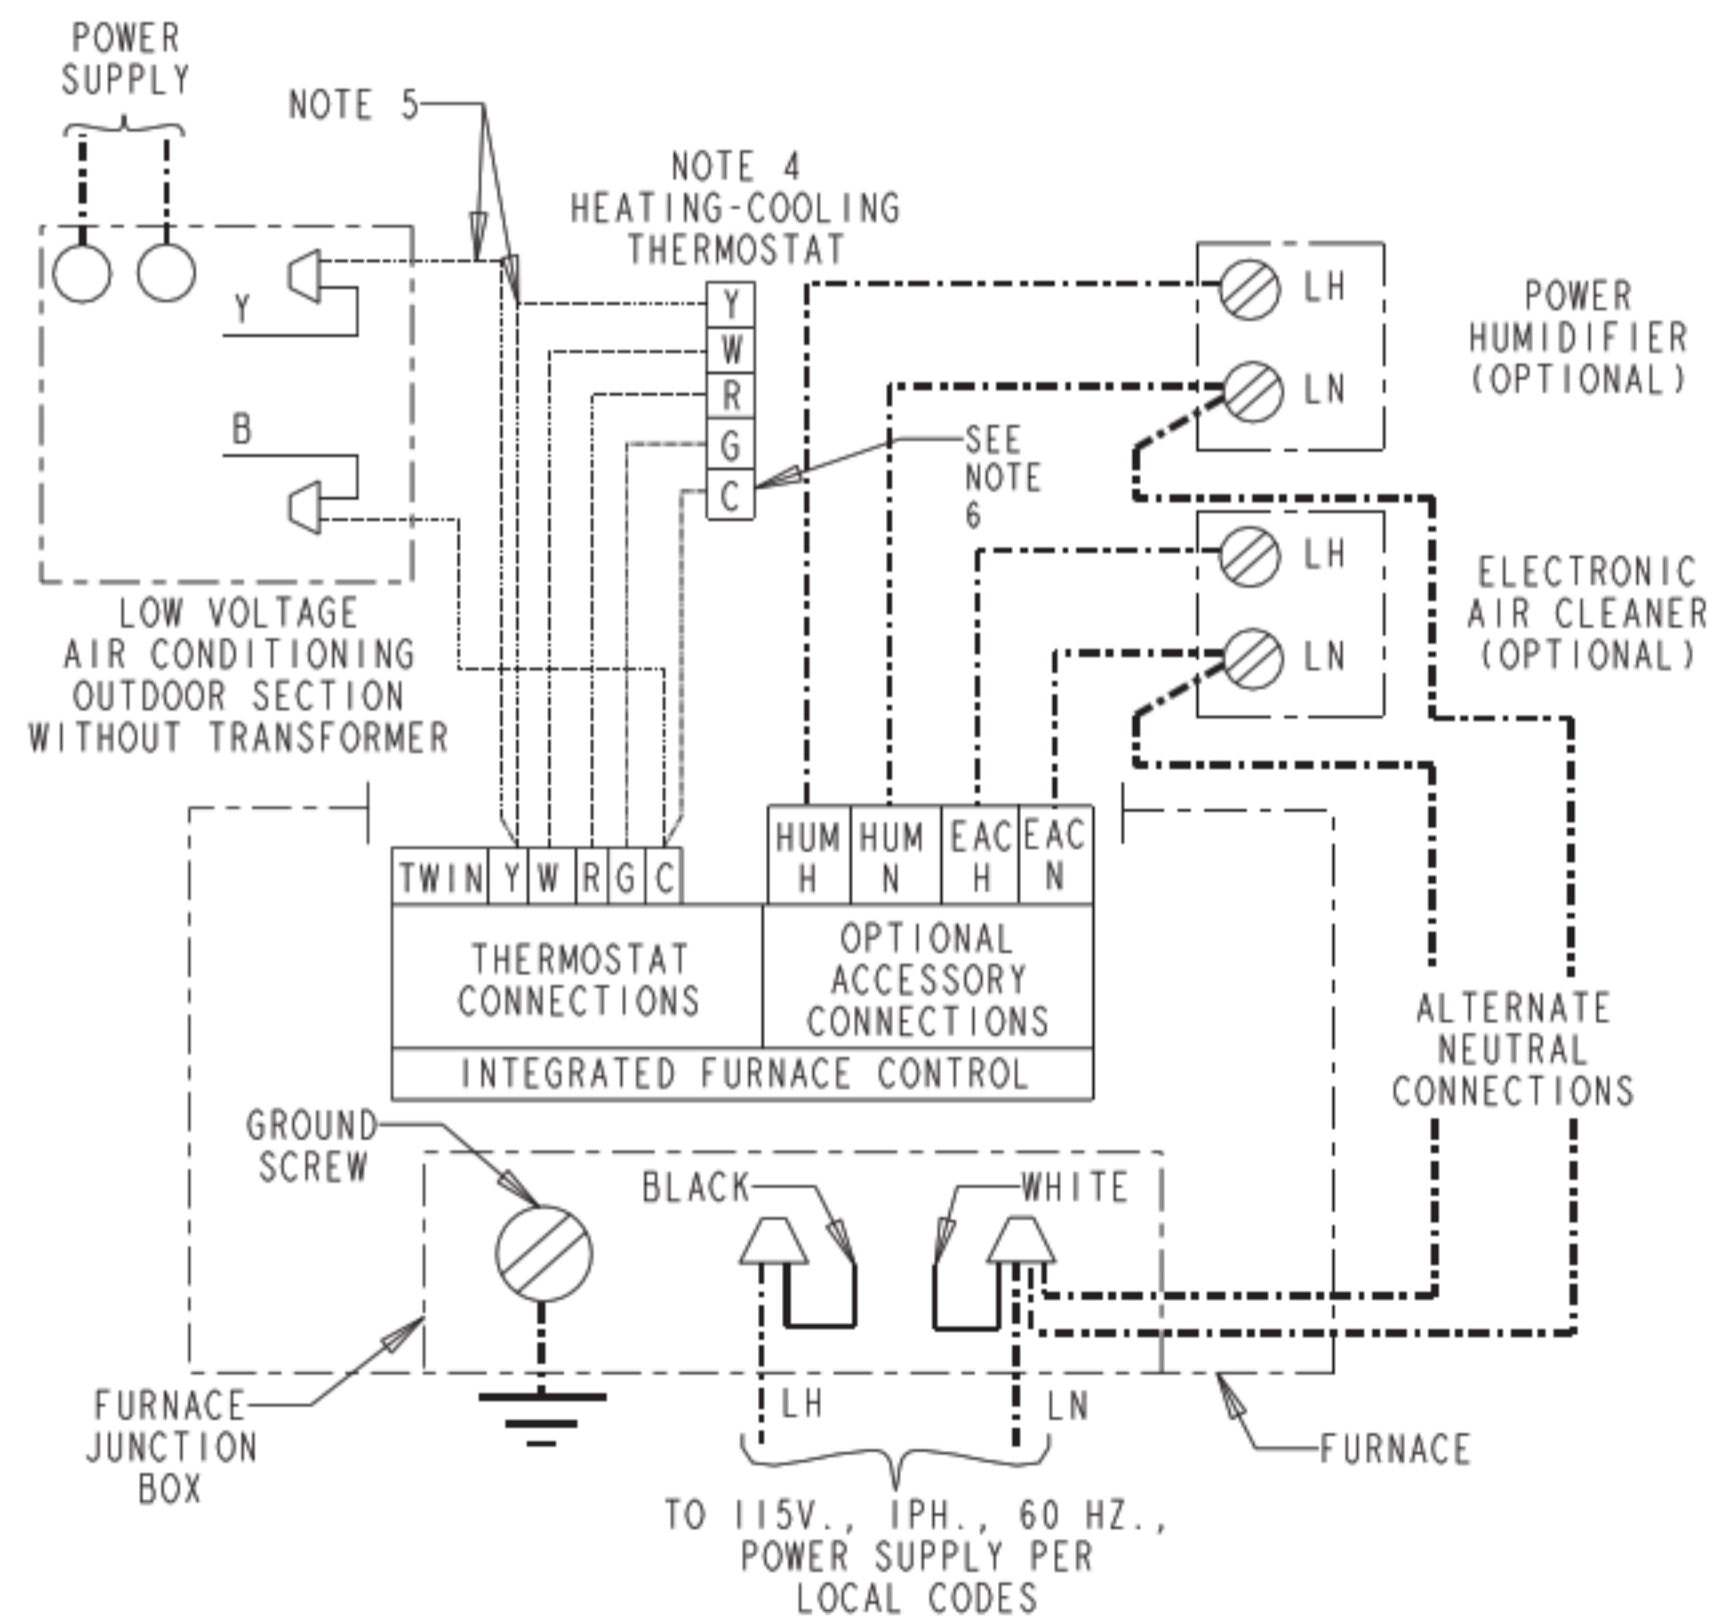 POWER
SUPPLY
NOTE 5
NOTE 4
HEATING-COOLING
THERMOSTAT
Y
B
LOW VOLTAGE
AIR CONDITIONING
OUTDOOR SECTION
WITHOUT TRANSFORMER
Y
W
R
G
C
SEE
NOTE
6
LH
LN
POWER
HUMIDIFIER
(OPTIONAL)
LH
LN
ELECTRONIC
AIR CLEANER
(OPTIONAL)
TWIN Y W R G C
HUM
H
HUM
N
EAC
H
EAC
N
THERMOSTAT
CONNECTIONS
OPTIONAL
ACCESSORY
CONNECTIONS
INTEGRATED FURNACE CONTROL
ALTERNATE
NEUTRAL
CONNECTIONS
GROUND
SCREW
BLACK
WHITE
FURNACE
JUNCTION
BOX
LH
LN
FURNACE
TO 115V., 1PH., 60 HZ.,
POWER SUPPLY PER
LOCAL CODES